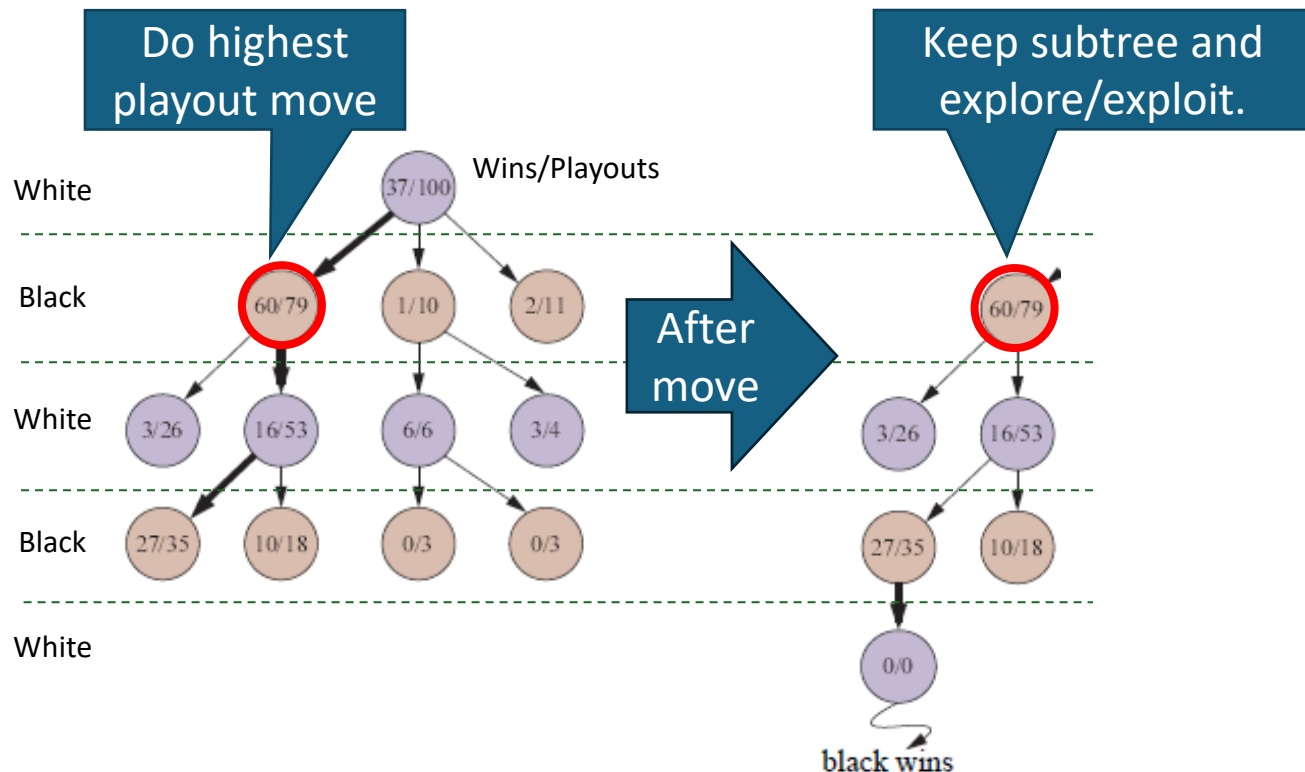 Do highest
playout move
Keep subtree and
explore/exploit.
Wins/Playouts
White
37/100
Black
60/79
1/10
2/11
After
move
60/79
White
3/26
16/53
6/6
3/4
3/26
16/53
Black
27/35
10/18
0/3
0/3
27/35
10/18
White
0/0
black wins